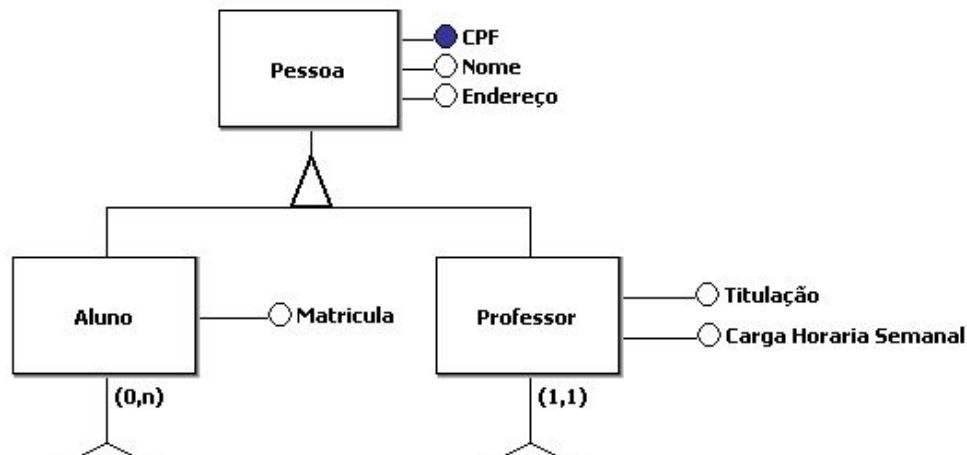 CPF
Pessoa
Nome
Endereço
Aluno
Matricula
Professor
Titulação
Carga Horaria Semanal
(0,n)
(1,1)